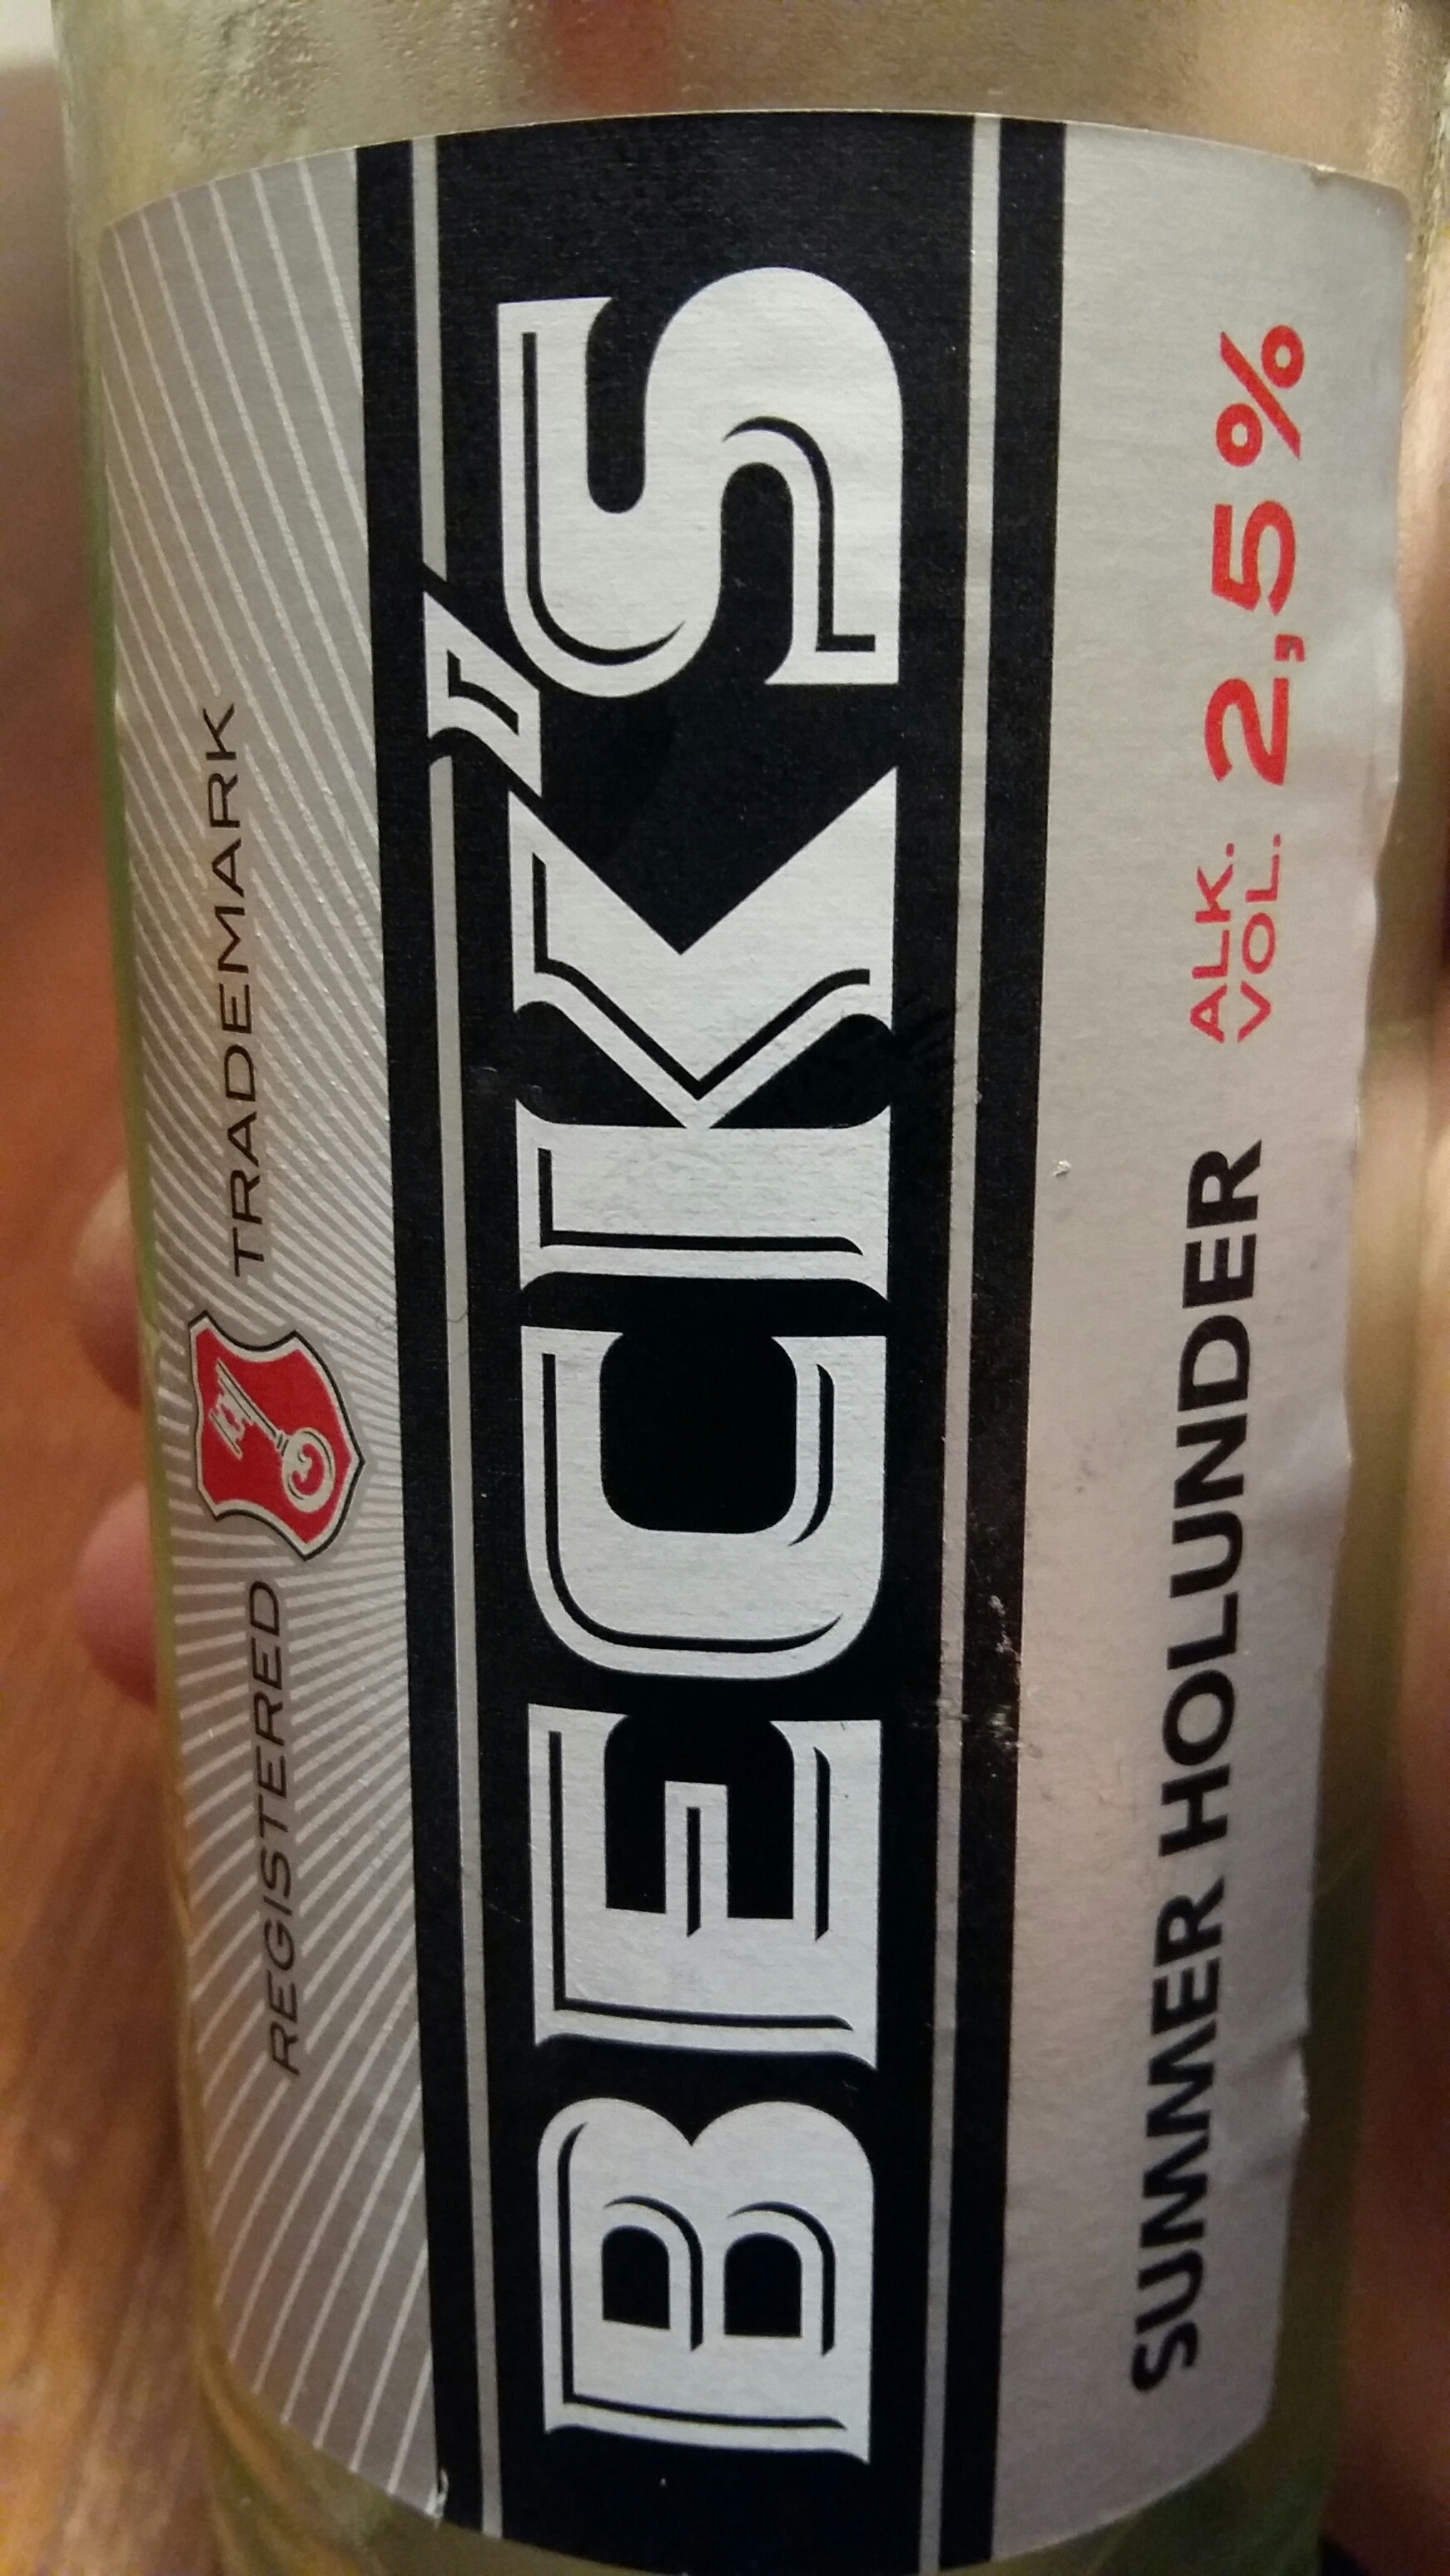 REGISTERED TRADEMARK
BECK'S
SUMMER HOLUNDER ALK. VOL. 2,5%